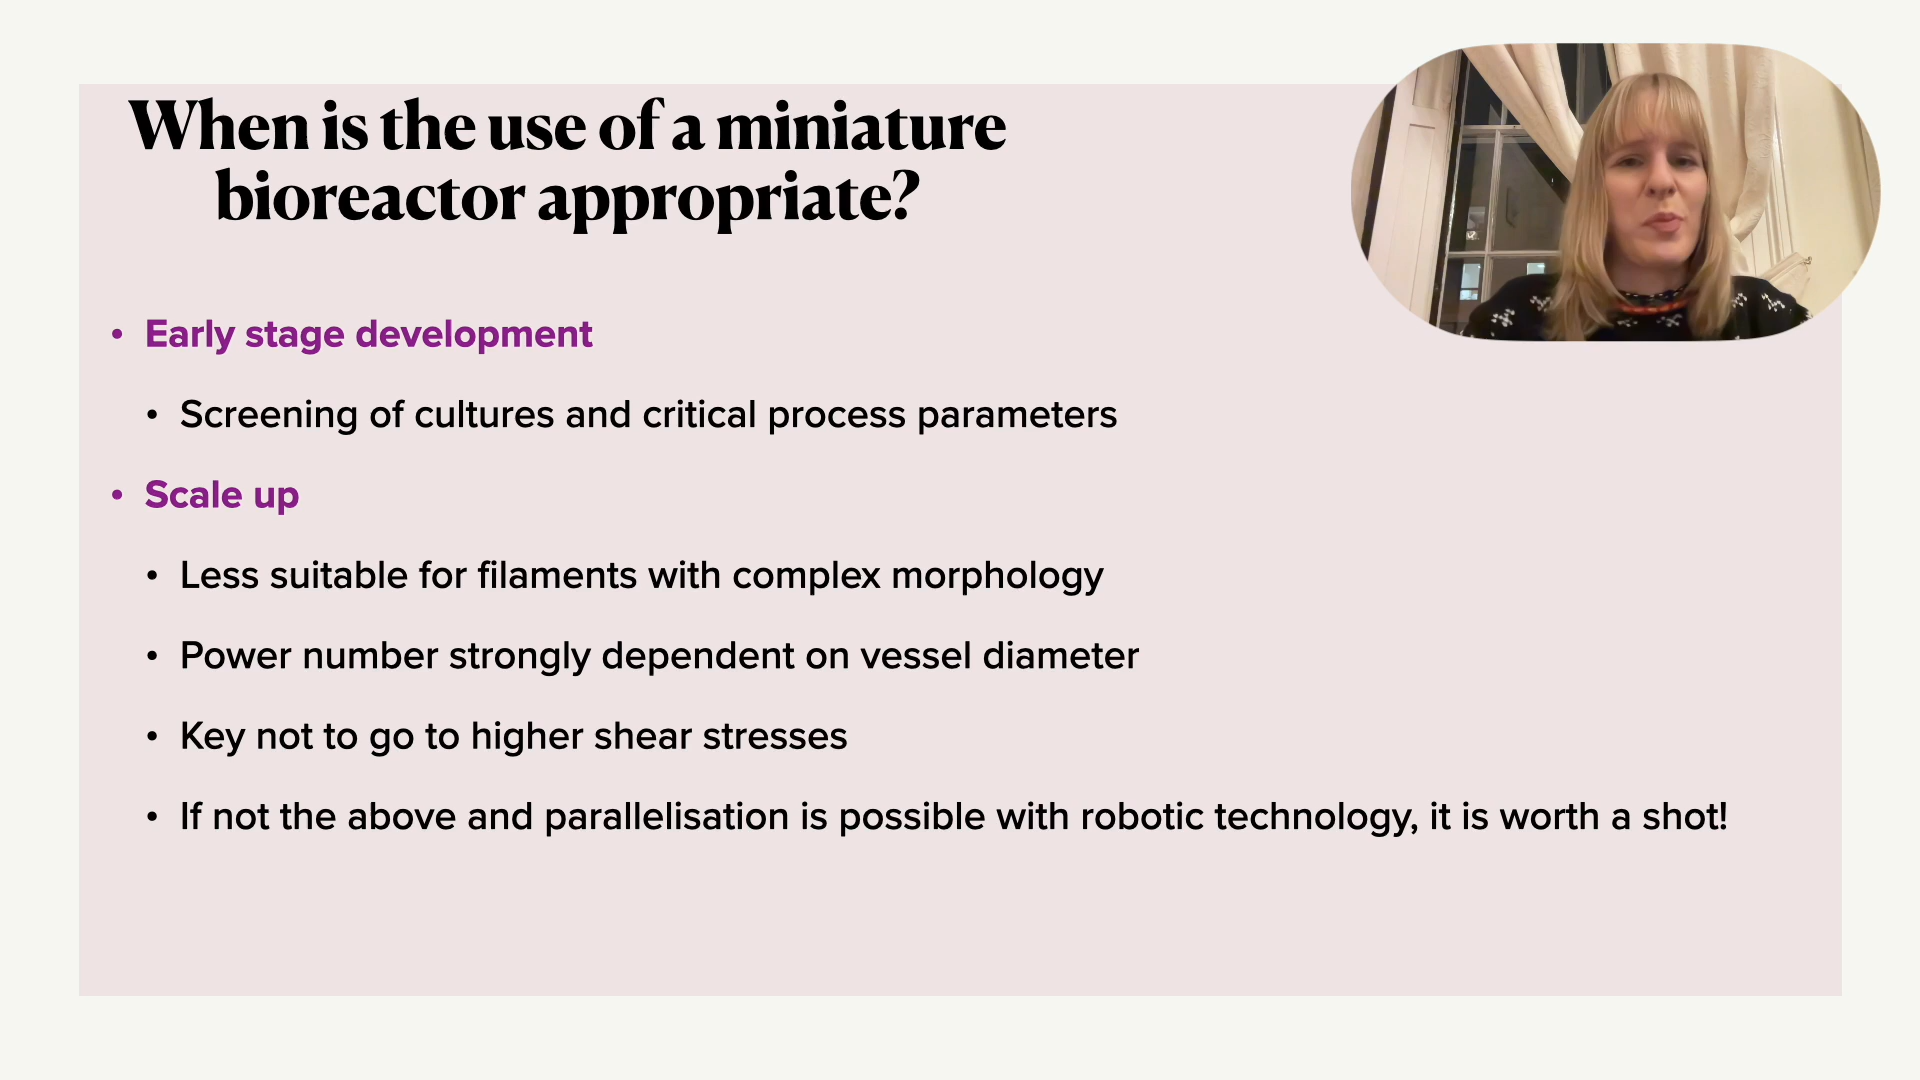 When is the use of a miniature
bioreactor appropriate?
• Early stage development
• Screening of cultures and critical process parameters
• Scale up
• Less suitable for filaments with complex morphology
• Power number strongly dependent on vessel diameter
• Key not to go to higher shear stresses
• If not the above and parallelisation is possible with robotic technology, it is worth a shot!